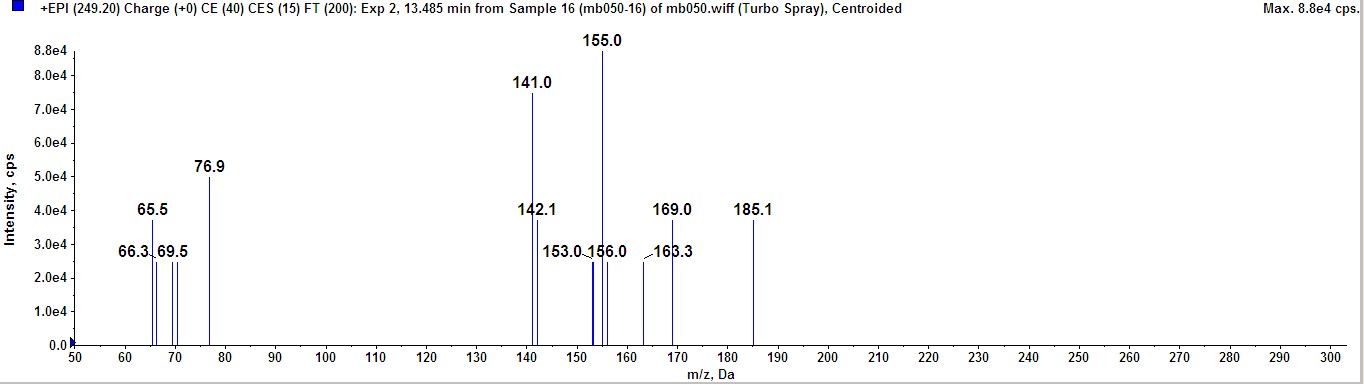 +EPI (249.20) Charge (+0) CE (40) CES (15) FT (200): Exp 2, 13.485 min from Sample 16 (mb050-16) of mb050.wiff (Turbo Spray), Centroided
Max. 8.8e4 cps.
155.0
8.8e4
8.0e4
141.0
7.0e4
6.0e4
76.9
5.0e4
4.0e4
65.5
142.1
169.0
185.1
3.0e4
66.3
69.5
153.0
156.0
163.3
2.0e4
1.0e4
0.0
Intensity, cps
50 60 70 80 90 100 110 120 130 140 150 160 170 180 190 200 210 220 230 240 250 260 270 280 290 300
m/z, Da